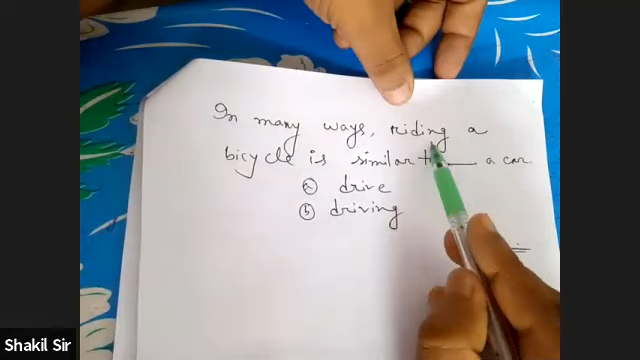 In many ways, riding a
bicycle is similar to ___ a car.
ⓐ drive
ⓑ driving
Shakil Sir